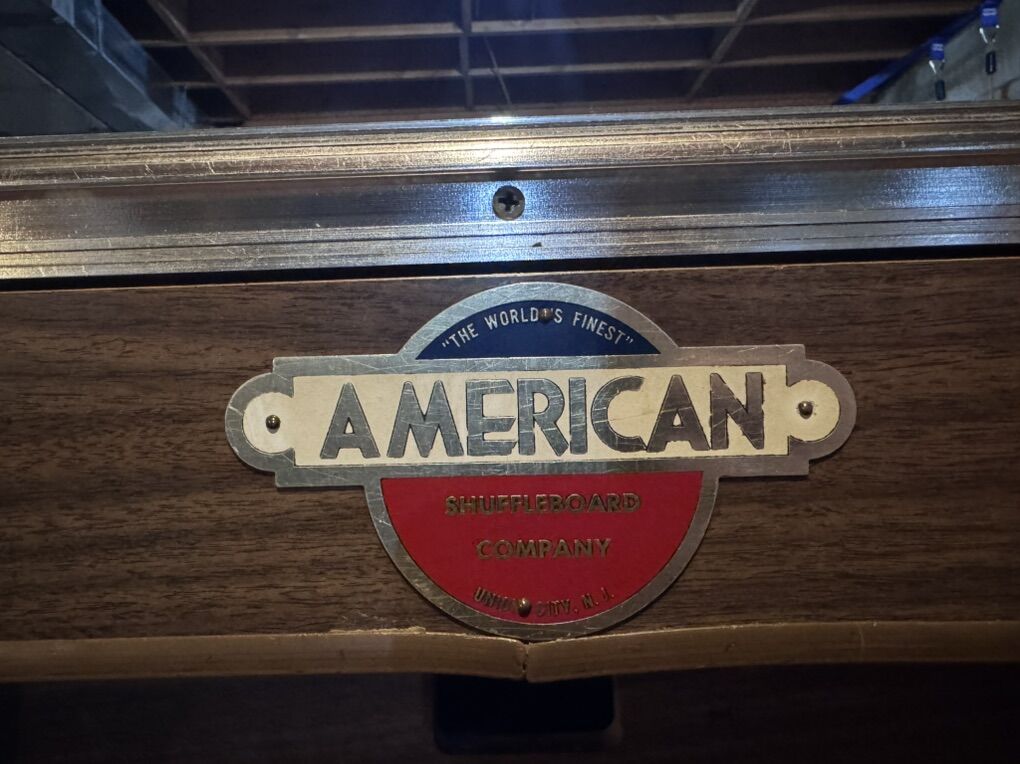 "THE WORLD'S FINEST"
AMERICAN
SHUFFLEBOARD
COMPANY
UNION CITY, N. J.